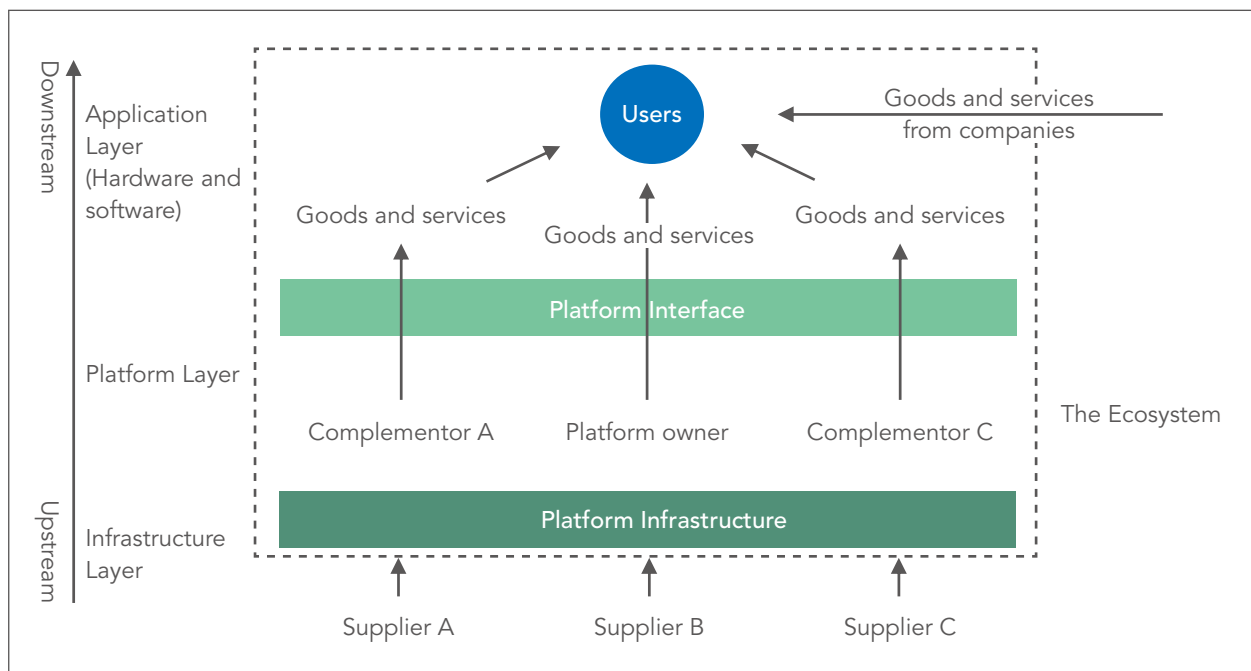 Downstream
Application
Layer
(Hardware and
software)
Users
Goods and services
from companies
Goods and services
Goods and services
Goods and services
Platform Interface
Platform Layer
Complementor A
Platform owner
Complementor C
The Ecosystem
Upstream
Platform Infrastructure
Infrastructure
Layer
Supplier A
Supplier B
Supplier C